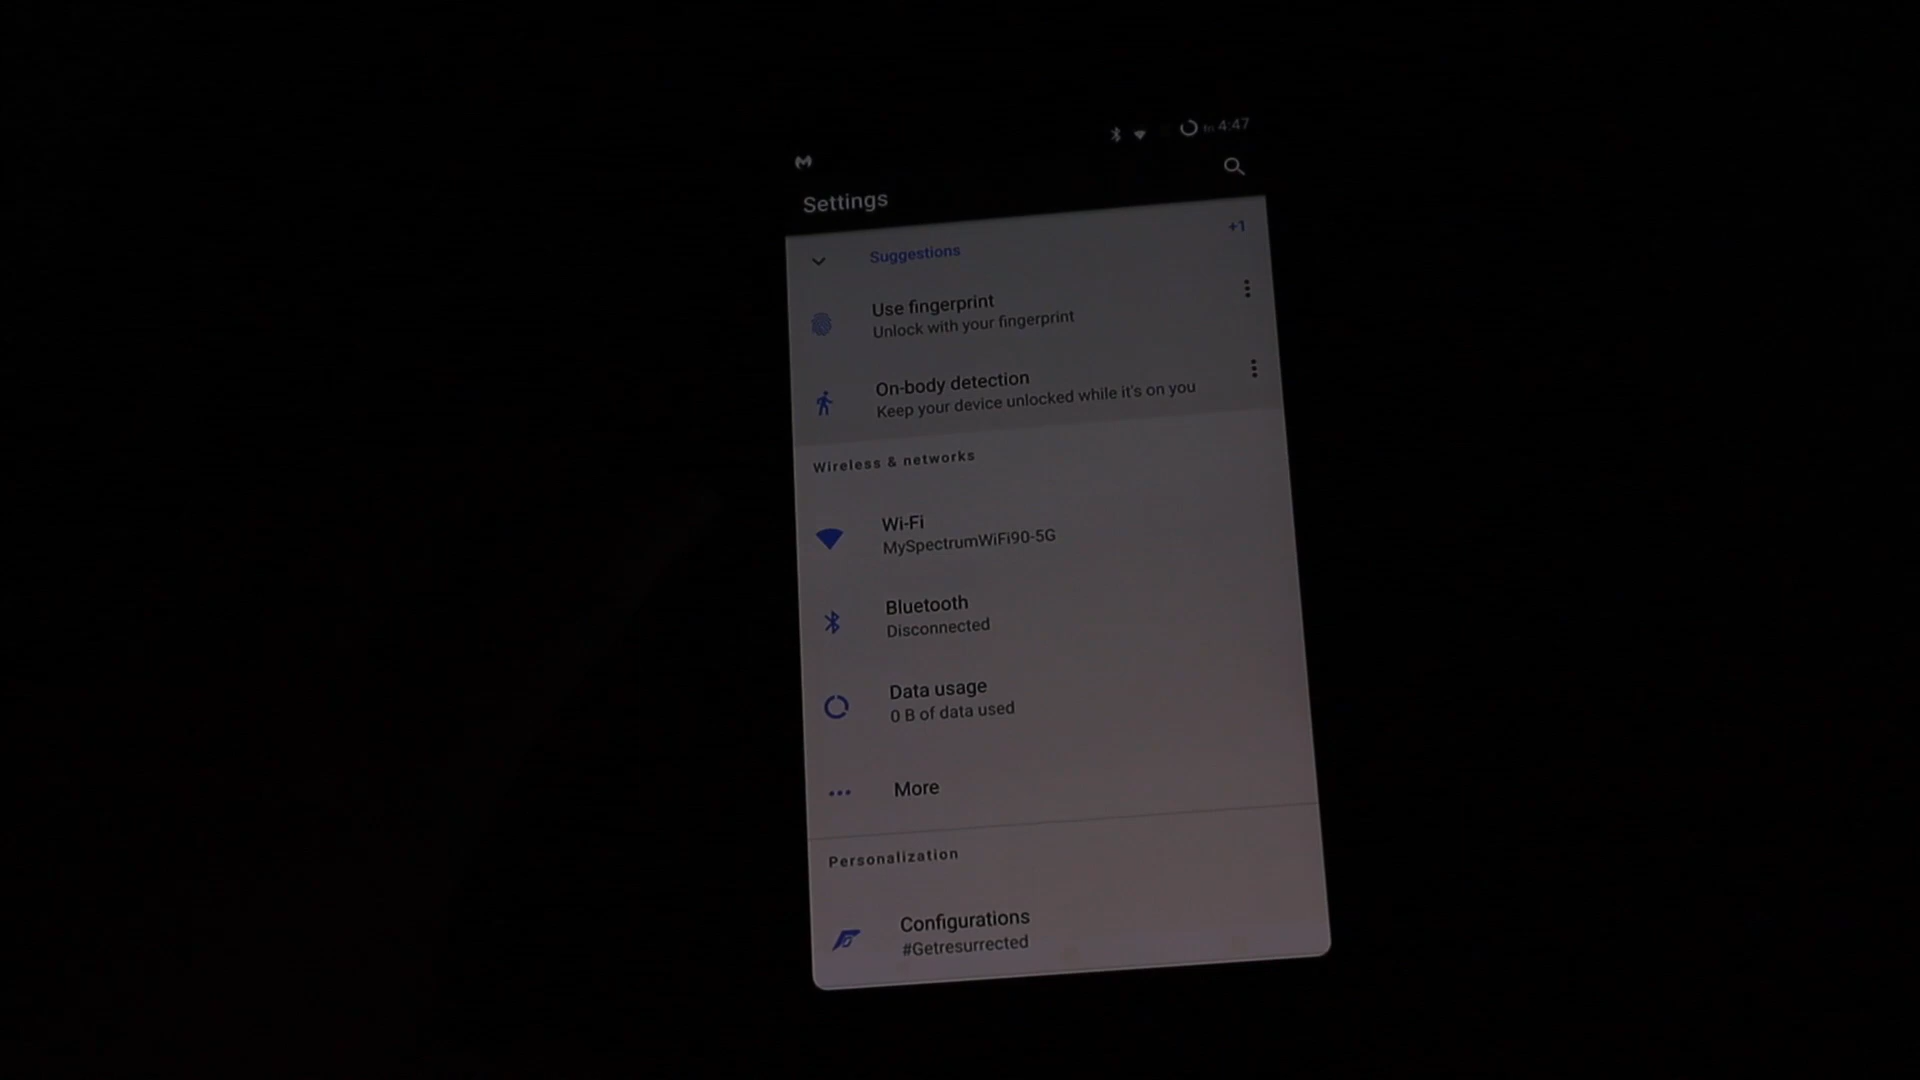 fri 4:47
Settings
Suggestions
+1
Use fingerprint
Unlock with your fingerprint
On-body detection
Keep your device unlocked while it's on you
Wireless & networks
Wi-Fi
MySpectrumWiFi90-5G
Bluetooth
Disconnected
Data usage
0 B of data used
More
Personalization
Configurations
#Getresurrected